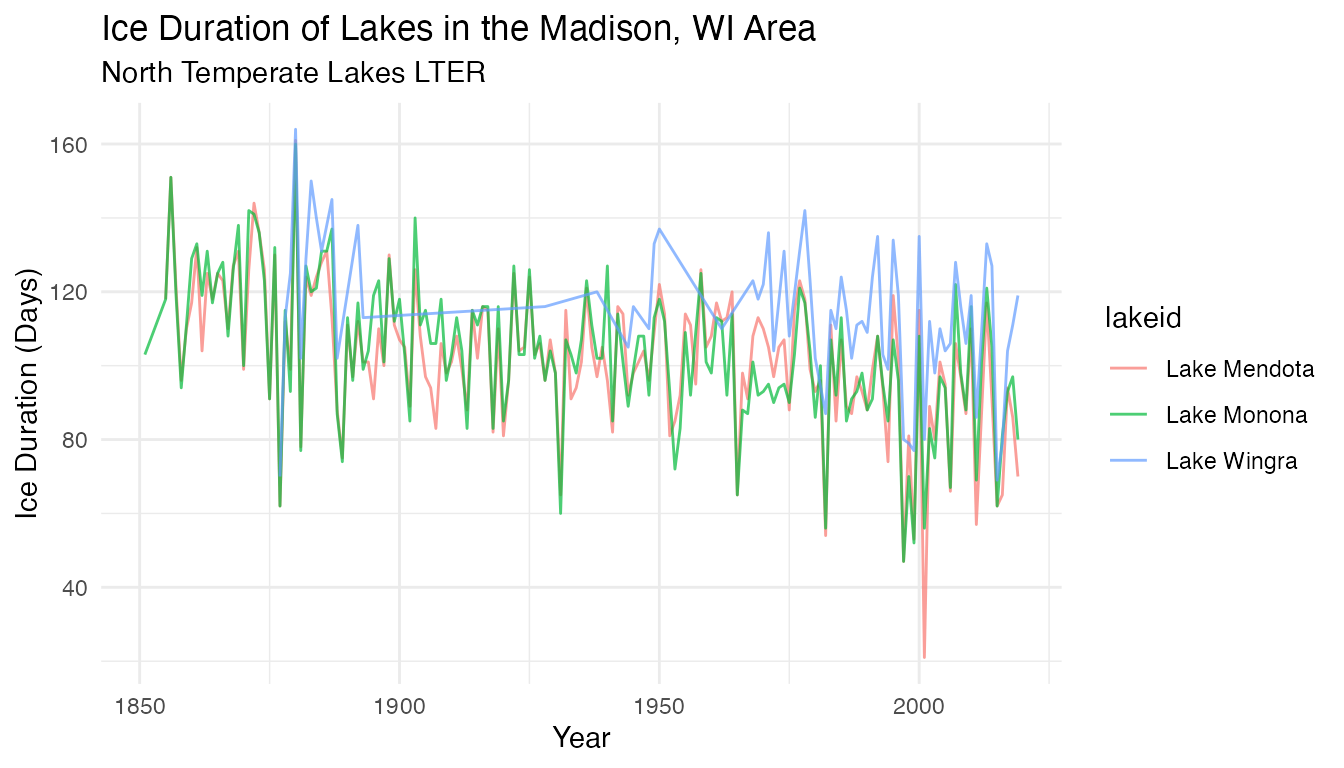 Ice Duration of Lakes in the Madison, WI Area
North Temperate Lakes LTER
Ice Duration (Days)
160
120
80
40
1850
1900
1950
2000
Year
lakeid
Lake Mendota
Lake Monona
Lake Wingra